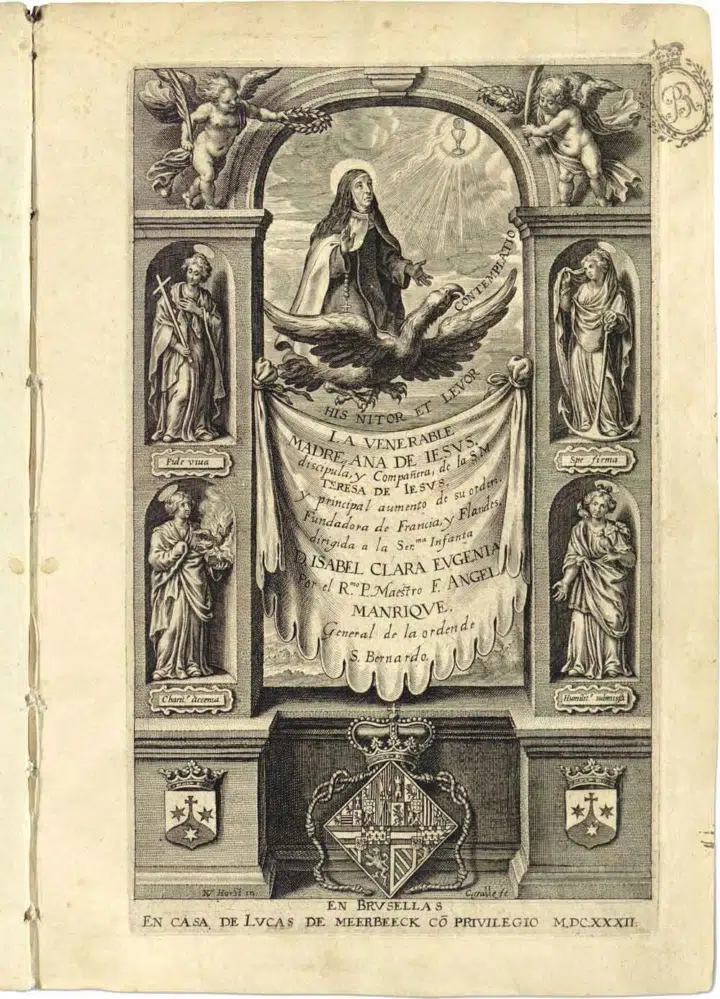 CONTEMPLATIO
HIS NITOR ET LEVOR
LA VENERABLE
MADRE ANA DE IESVS,
discipula, y Compañera, de la S.M.
TERESA DE IESVS.
y principal aumento de su orden.
Fundadora de Francia, y Flandes.
dirigida a la Ser.ma Infanta
D. ISABEL CLARA EVGENIA
Por el R.mo P. Maestro F. ANGEL
MANRIQVE.
General de la orden de
S. Bernardo.
Fide viua
Spe firma
Charit.e accensa
Humilit.e submissa
N. Horst in.
C. galle fe.
EN BRVSELLAS
EN CASA DE LVCAS DE MEERBEECK CÕ PRIVILEGIO M.DC.XXXII.